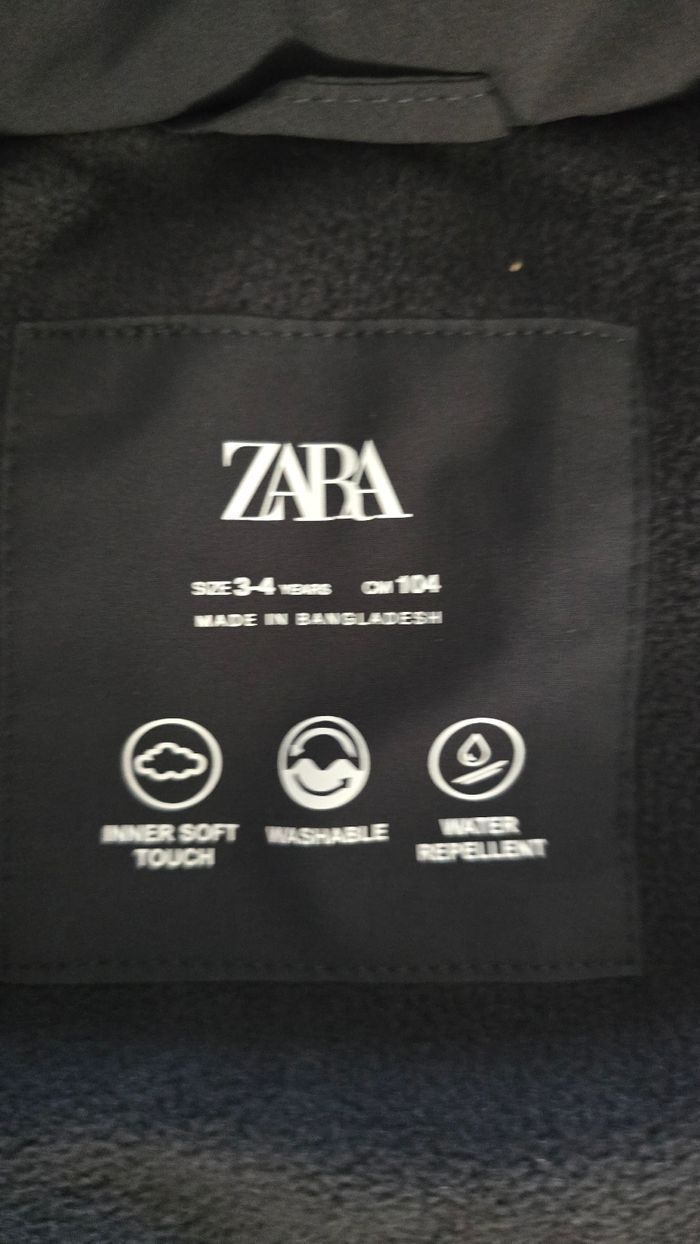 ZARA
SIZE 3-4 YEARS CM 104
MADE IN BANGLADESH
INNER SOFT
TOUCH
WASHABLE
WATER
REPELLENT